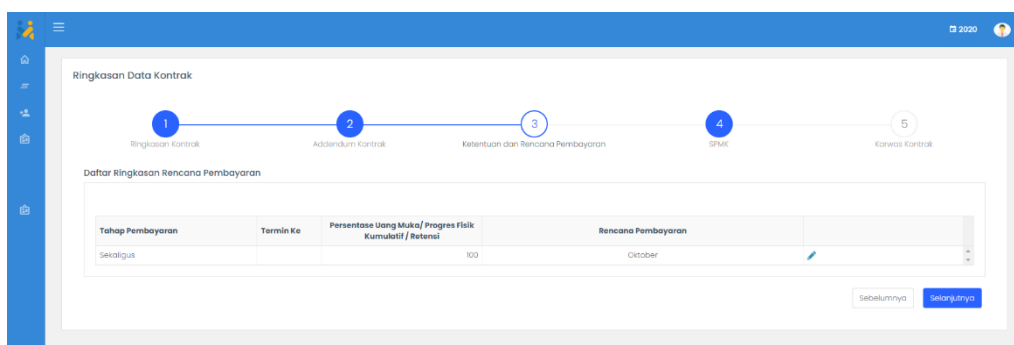 2020
Ringkasan Data Kontrak
1
2
3
4
5
Ringkasan Kontrak
Addendum Kontrak
Ketentuan dan Rencana Pembayaran
SPMK
Karwas Kontrak
Daftar Ringkasan Rencana Pembayaran
Tahap Pembayaran
Termin Ke
Persentase Uang Muka/ Progres Fisik
Kumulatif / Retensi
Rencana Pembayaran
Sekaligus
100
Oktober
Sebelumnya
Selanjutnya